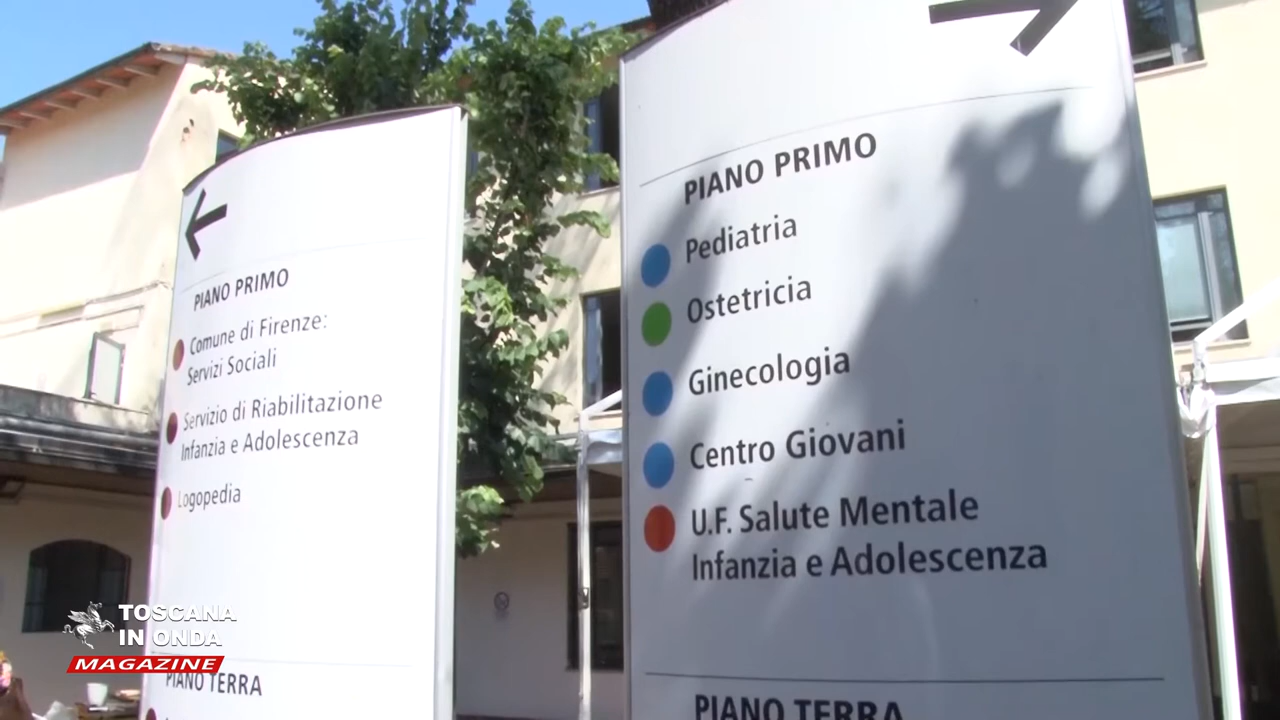 PIANO PRIMO
Comune di Firenze:
Servizi Sociali
Servizio di Riabilitazione
Infanzia e Adolescenza
Logopedia
PIANO TERRA
PIANO PRIMO
Pediatria
Ostetricia
Ginecologia
Centro Giovani
U.F. Salute Mentale
Infanzia e Adolescenza
PIANO TERRA
TOSCANA
IN ONDA
MAGAZINE